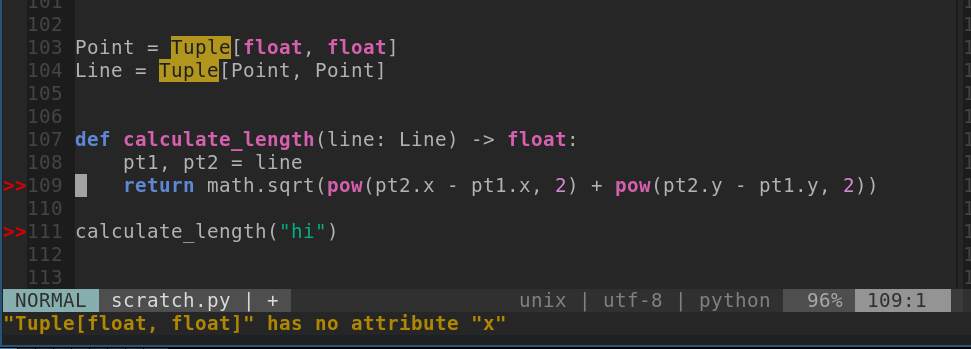 101
102
103 Point = Tuple[float, float]
104 Line = Tuple[Point, Point]
105
106
107 def calculate_length(line: Line) -> float:
108     pt1, pt2 = line
>>109     return math.sqrt(pow(pt2.x - pt1.x, 2) + pow(pt2.y - pt1.y, 2))
110
>>111 calculate_length("hi")
112
113
NORMAL scratch.py | + unix | utf-8 | python 96% 109:1
"Tuple[float, float]" has no attribute "x"